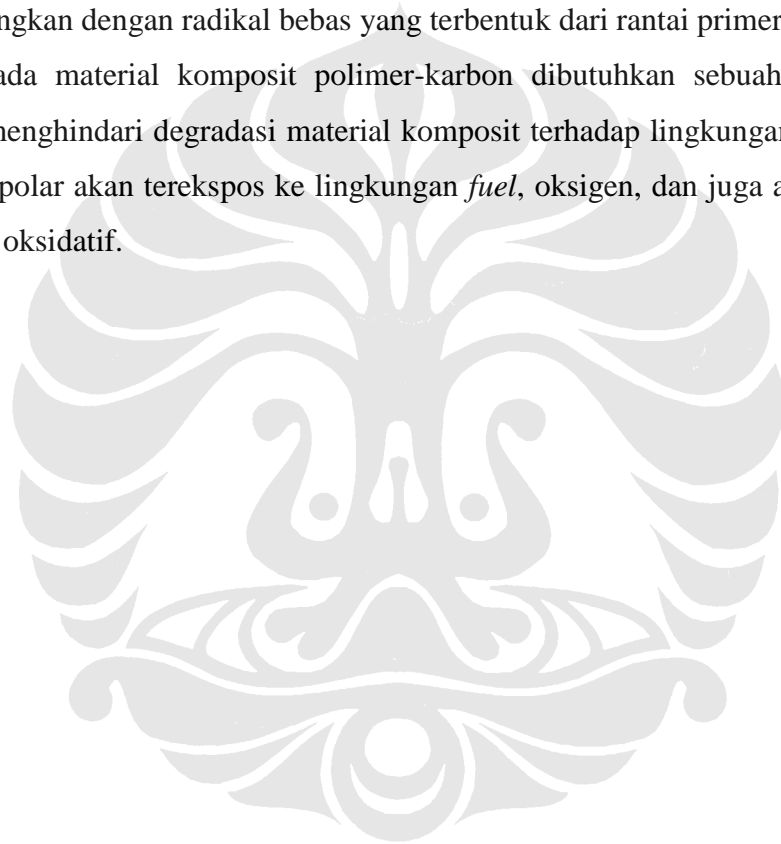 ngkan dengan radikal bebas yang terbentuk dari rantai primer
ada material komposit polimer-karbon dibutuhkan sebuah
menghindari degradasi material komposit terhadap lingkungan
polar akan terekspos ke lingkungan fuel, oksigen, dan juga a
oksidatif.